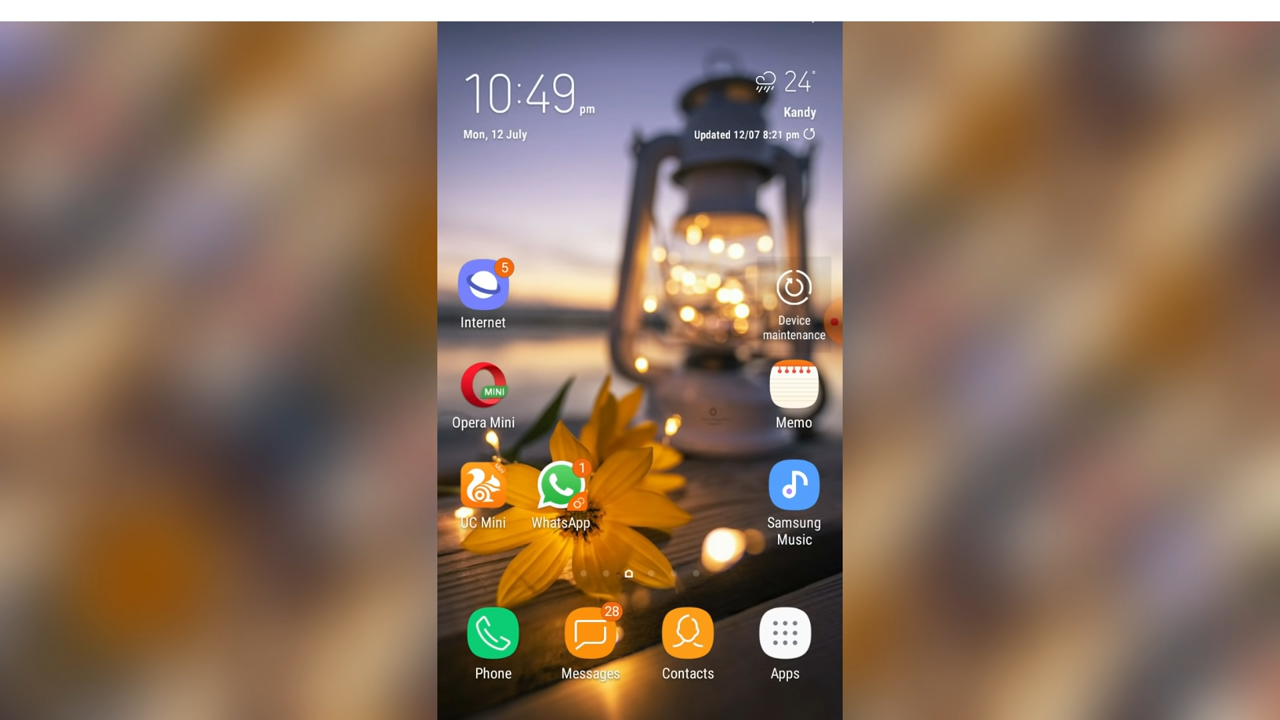 10:49 pm
24°
Kandy
Mon, 12 July
Updated 12/07 8:21 pm
5
Internet
Device
maintenance
MINI
Opera Mini
Memo
1
UC Mini
WhatsApp
Samsung
Music
28
Phone
Messages
Contacts
Apps